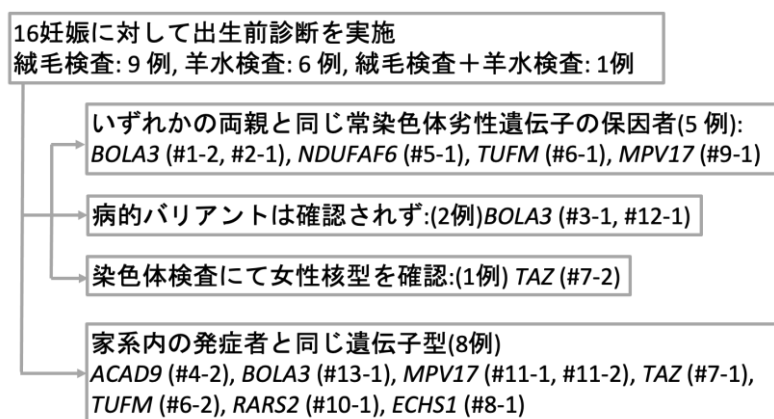 16妊娠に対して出生前診断を実施
絨毛検査: 9 例, 羊水検査: 6 例, 絨毛検査＋羊水検査: 1例
いずれかの両親と同じ常染色体劣性遺伝子の保因者(5 例):
BOLA3 (#1-2, #2-1), NDUFAF6 (#5-1), TUFM (#6-1), MPV17 (#9-1)
病的バリアントは確認されず:(2例)BOLA3 (#3-1, #12-1)
染色体検査にて女性核型を確認:(1例) TAZ (#7-2)
家系内の発症者と同じ遺伝子型(8例)
ACAD9 (#4-2), BOLA3 (#13-1), MPV17 (#11-1, #11-2), TAZ (#7-1),
TUFM (#6-2), RARS2 (#10-1), ECHS1 (#8-1)